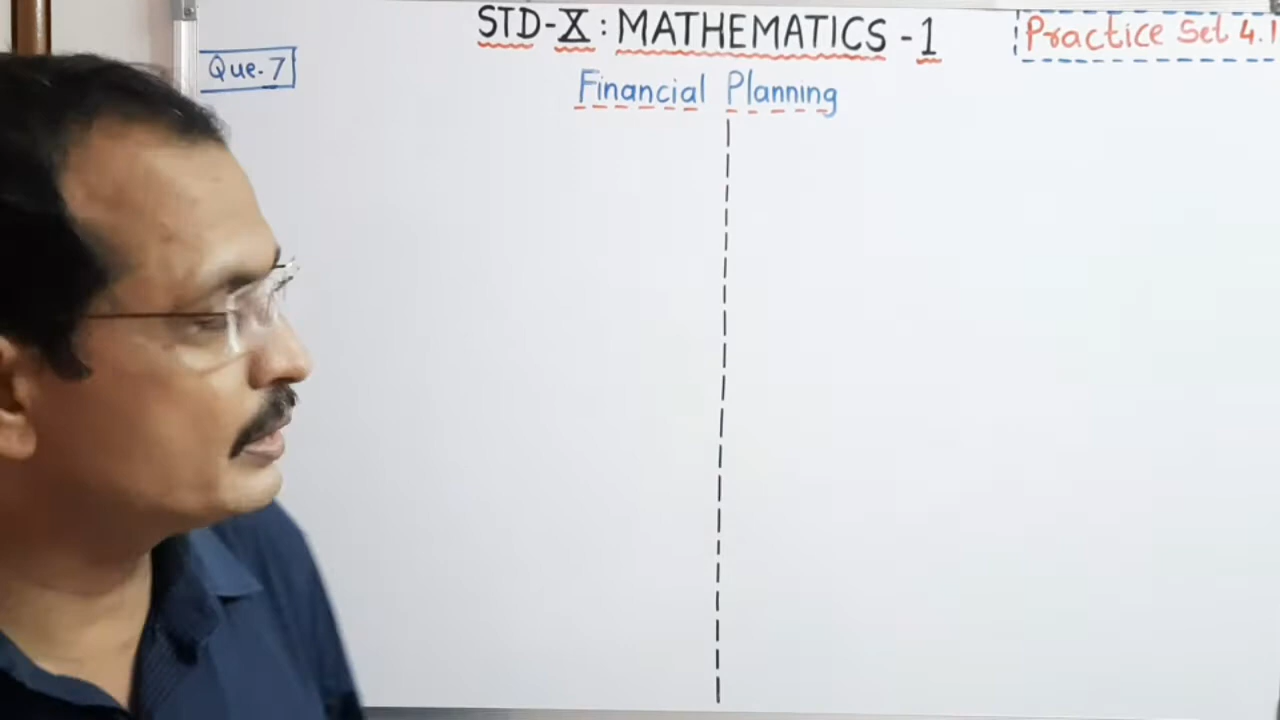 STD-X : MATHEMATICS - 1
Practice Set 4.1
Que. 7
Financial Planning